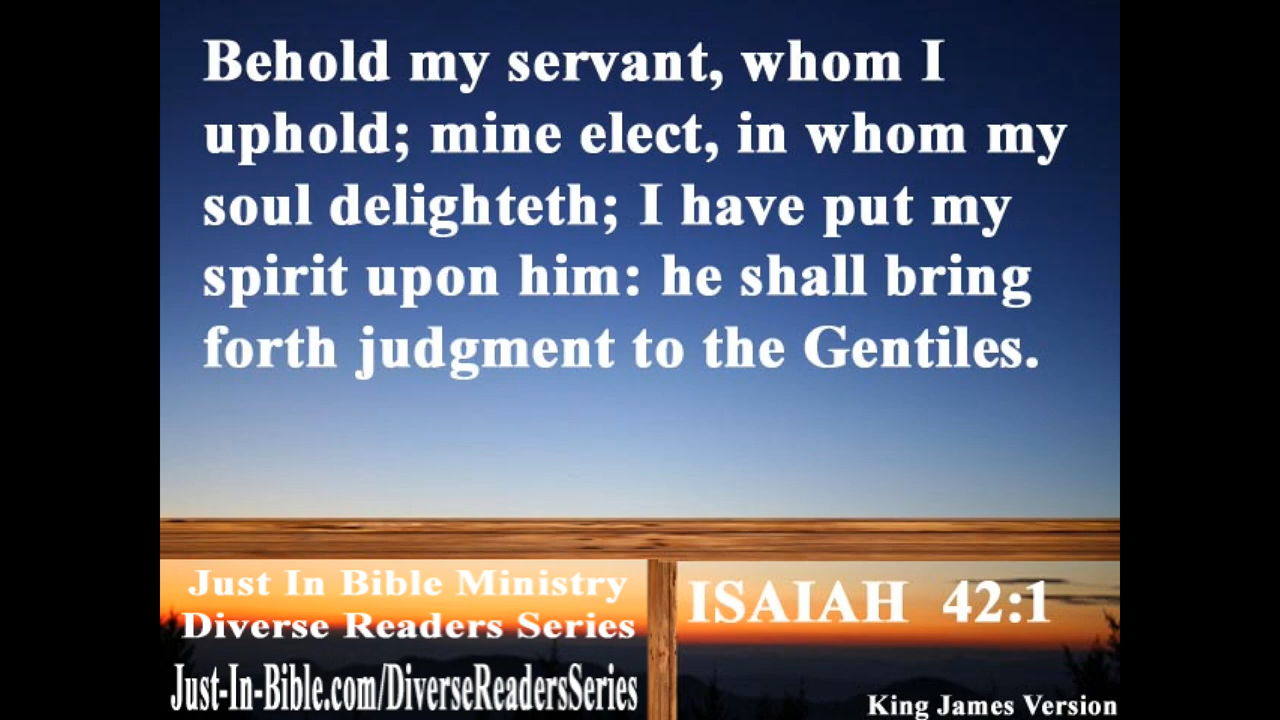 Behold my servant, whom I
uphold; mine elect, in whom my
soul delighteth; I have put my
spirit upon him: he shall bring
forth judgment to the Gentiles.
Just In Bible Ministry
Diverse Readers Series
Just-In-Bible.com/DiverseReadersSeries
ISAIAH 42:1
King James Version